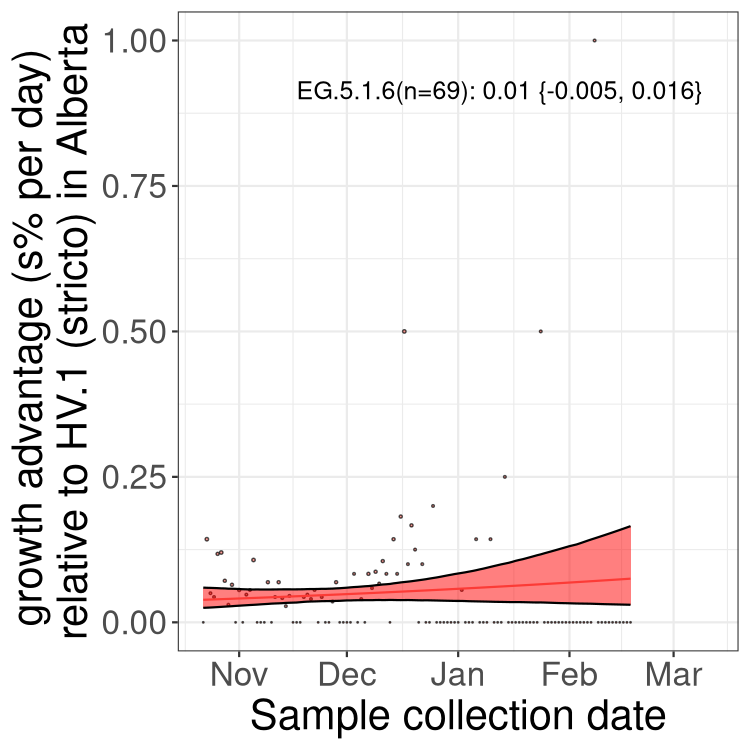 growth advantage (s% per day)
relative to HV.1 (stricto) in Alberta
1.00
EG.5.1.6(n=69): 0.01 {-0.005, 0.016}
0.75
0.50
0.25
0.00
Nov Dec Jan Feb Mar
Sample collection date